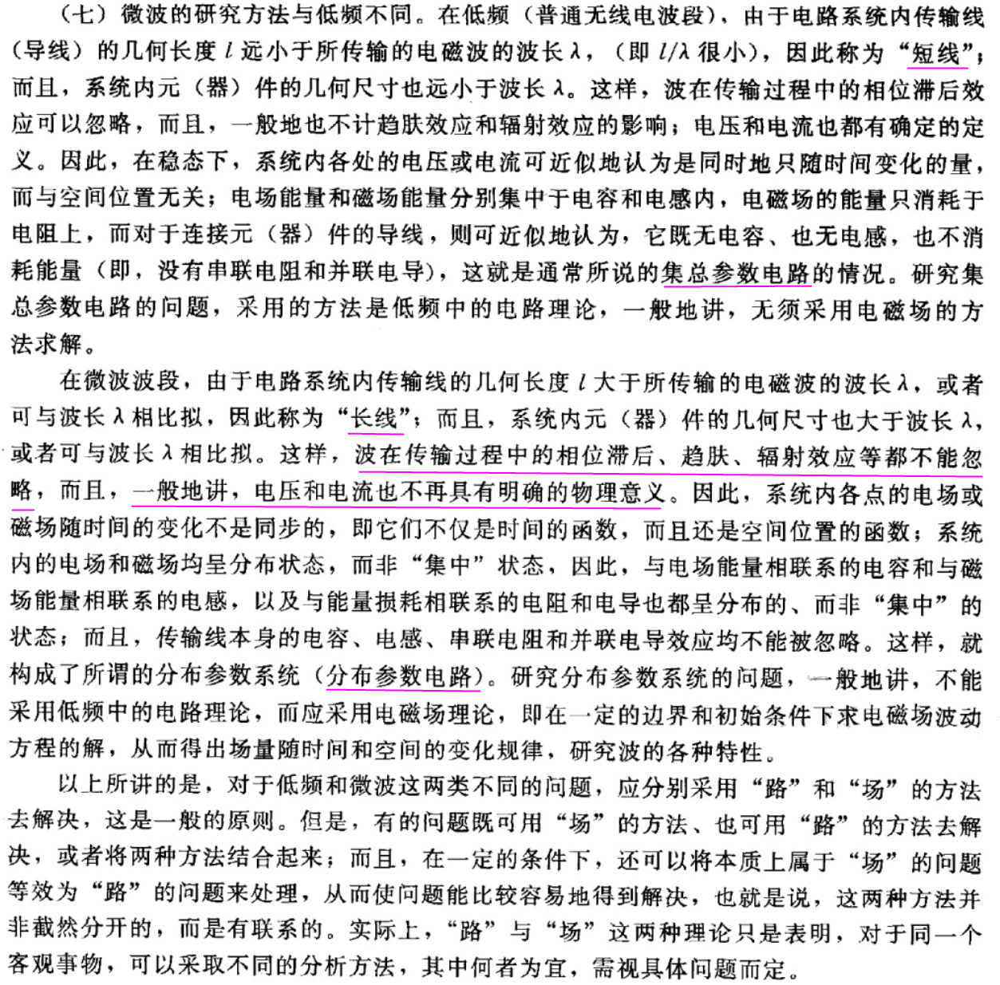 （七）微波的研究方法与低频不同。在低频（普通无线电波段），由于电路系统内传输线
（导线）的几何长度 l 远小于所传输的电磁波的波长 λ，（即 l/λ 很小），因此称为“短线”；
而且，系统内元（器）件的几何尺寸也远小于波长 λ。这样，波在传输过程中的相位滞后效
应可以忽略，而且，一般地也不计趋肤效应和辐射效应的影响；电压和电流也都有确定的定
义。因此，在稳态下，系统内各处的电压或电流可近似地认为是同时地只随时间变化的量，
而与空间位置无关；电场能量和磁场能量分别集中于电容和电感内，电磁场的能量只消耗于
电阻上，而对于连接元（器）件的导线，则可近似地认为，它既无电容、也无电感，也不消
耗能量（即，没有串联电阻和并联电导），这就是通常所说的集总参数电路的情况。研究集
总参数电路的问题，采用的方法是低频中的电路理论，一般地讲，无须采用电磁场的方
法求解。
在微波波段，由于电路系统内传输线的几何长度 l 大于所传输的电磁波的波长 λ，或者
可与波长 λ 相比拟，因此称为“长线”；而且，系统内元（器）件的几何尺寸也大于波长 λ，
或者可与波长 λ 相比拟。这样，波在传输过程中的相位滞后、趋肤、辐射效应等都不能忽
略，而且，一般地讲，电压和电流也不再具有明确的物理意义。因此，系统内各点的电场或
磁场随时间的变化不是同步的，即它们不仅是时间的函数，而且还是空间位置的函数；系统
内的电场和磁场均呈分布状态，而非“集中”状态，因此，与电场能量相联系的电容和与磁
场能量相联系的电感，以及与能量损耗相联系的电阻和电导也都呈分布的、而非“集中”的
状态；而且，传输线本身的电容、电感、串联电阻和并联电导效应均不能被忽略。这样，就
构成了所谓的分布参数系统（分布参数电路）。研究分布参数系统的问题，一般地讲，不能
采用低频中的电路理论，而应采用电磁场理论，即在一定的边界和初始条件下求电磁场波动
方程的解，从而得出场量随时间和空间的变化规律，研究波的各种特性。
以上所讲的是，对于低频和微波这两类不同的问题，应分别采用“路”和“场”的方法
去解决，这是一般的原则。但是，有的问题既可用“场”的方法、也可用“路”的方法去解
决，或者将两种方法结合起来；而且，在一定的条件下，还可以将本质上属于“场”的问题
等效为“路”的问题来处理，从而使问题能比较容易地得到解决，也就是说，这两种方法并
非截然分开的，而是有联系的。实际上，“路”与“场”这两种理论只是表明，对于同一个
客观事物，可以采取不同的分析方法，其中何者为宜，需视具体问题而定。